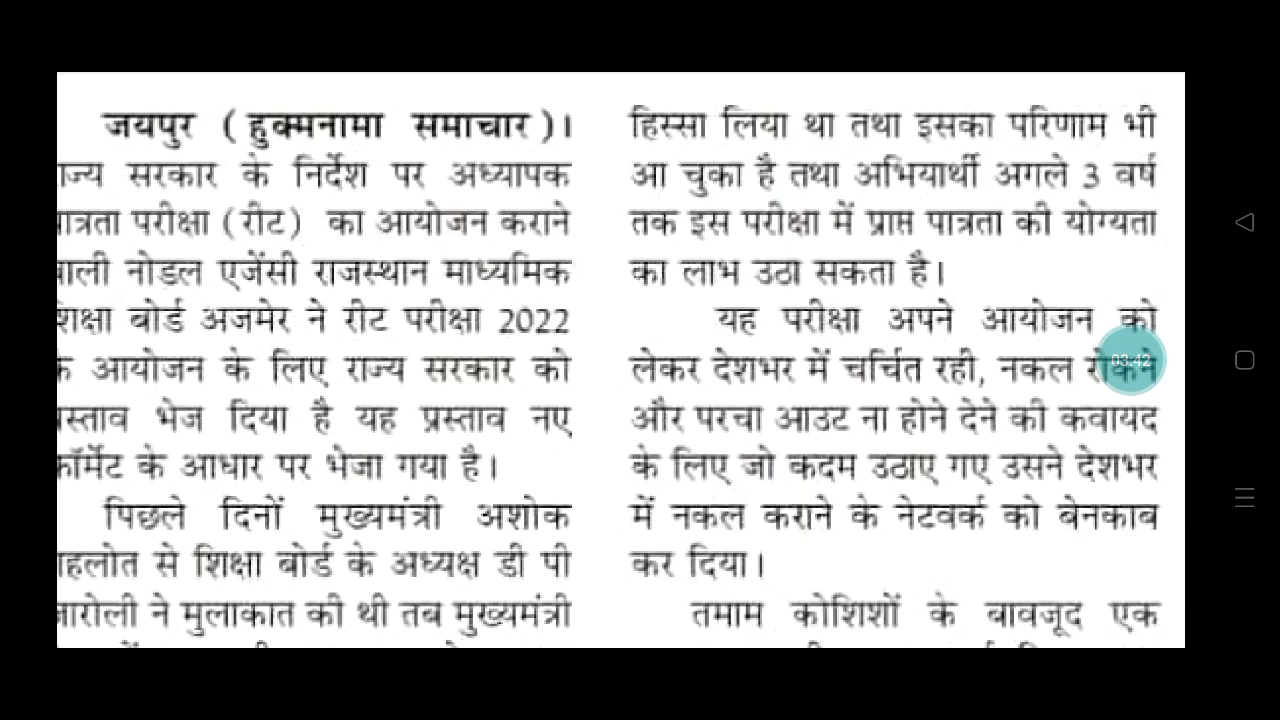 जयपुर (हुक्मनामा समाचार)।
राज्य सरकार के निर्देश पर अध्यापक
पात्रता परीक्षा (रीट) का आयोजन कराने
वाली नोडल एजेंसी राजस्थान माध्यमिक
शिक्षा बोर्ड अजमेर ने रीट परीक्षा 2022
के आयोजन के लिए राज्य सरकार को
प्रस्ताव भेज दिया है यह प्रस्ताव नए
फॉर्मेट के आधार पर भेजा गया है।
पिछले दिनों मुख्यमंत्री अशोक
गहलोत से शिक्षा बोर्ड के अध्यक्ष डी पी
जारोली ने मुलाकात की थी तब मुख्यमंत्री
हिस्सा लिया था तथा इसका परिणाम भी
आ चुका है तथा अभियार्थी अगले 3 वर्ष
तक इस परीक्षा में प्राप्त पात्रता की योग्यता
का लाभ उठा सकता है।
यह परीक्षा अपने आयोजन को
लेकर देशभर में चर्चित रही, नकल रोकने
और परचा आउट ना होने देने की कवायद
के लिए जो कदम उठाए गए उसने देशभर
में नकल कराने के नेटवर्क को बेनकाब
कर दिया।
तमाम कोशिशों के बावजूद एक
03:42